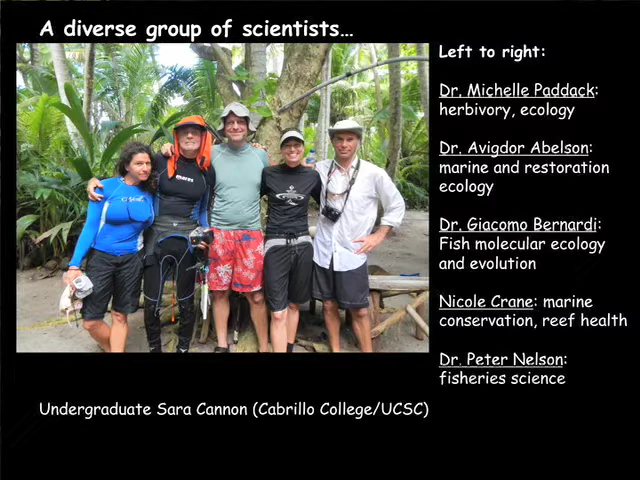 A diverse group of scientists…
Left to right:
Dr. Michelle Paddack:
herbivory, ecology
Dr. Avigdor Abelson:
marine and restoration
ecology
Dr. Giacomo Bernardi:
Fish molecular ecology
and evolution
Nicole Crane: marine
conservation, reef health
Dr. Peter Nelson:
fisheries science
Undergraduate Sara Cannon (Cabrillo College/UCSC)